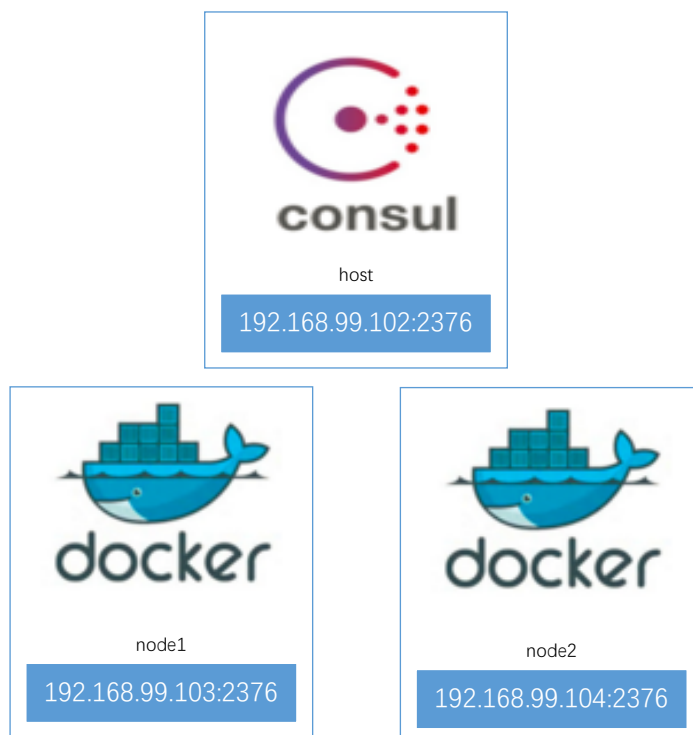 consul
host
192.168.99.102:2376
docker
node1
192.168.99.103:2376
docker
node2
192.168.99.104:2376